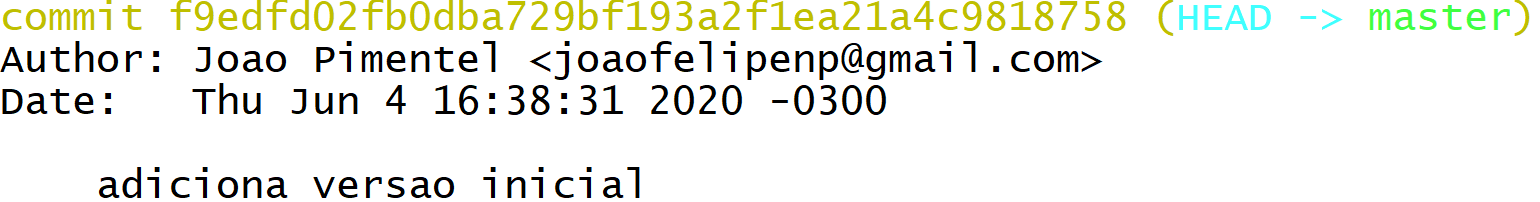 commit f9edfd02fb0dba729bf193a2f1ea21a4c9818758 (HEAD -> master)
Author: Joao Pimentel <joaofelipenp@gmail.com>
Date:   Thu Jun 4 16:38:31 2020 -0300

    adiciona versao inicial